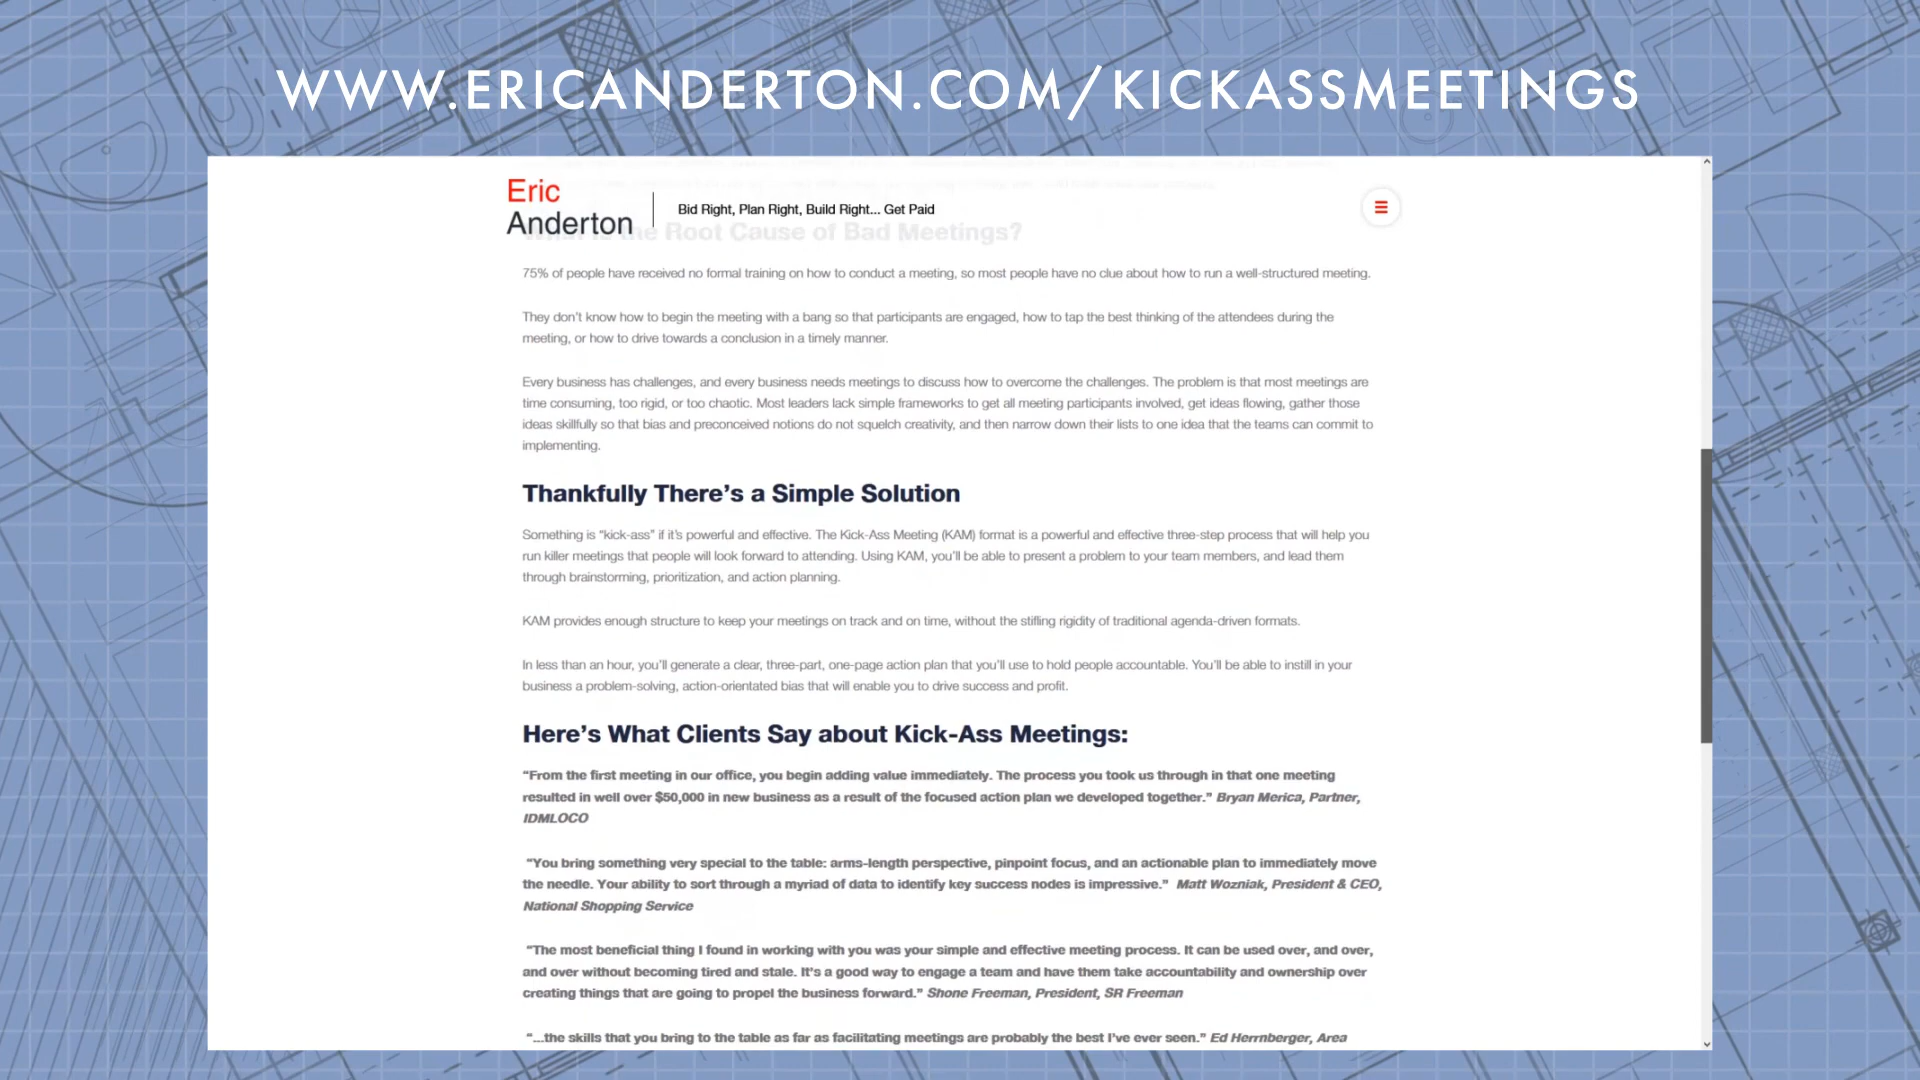 WWW.ERICANDERTON.COM/KICKASSMEETINGS
Eric
Anderton
Bid Right, Plan Right, Build Right... Get Paid
the Root Cause of Bad Meetings?
75% of people have received no formal training on how to conduct a meeting, so most people have no clue about how to run a well-structured meeting.
They don’t know how to begin the meeting with a bang so that participants are engaged, how to tap the best thinking of the attendees during the
meeting, or how to drive towards a conclusion in a timely manner.
Every business has challenges, and every business needs meetings to discuss how to overcome the challenges. The problem is that most meetings are
time consuming, too rigid, or too chaotic. Most leaders lack simple frameworks to get all meeting participants involved, get ideas flowing, gather those
ideas skillfully so that bias and preconceived notions do not squelch creativity, and then narrow down their lists to one idea that the teams can commit to
implementing.
Thankfully There’s a Simple Solution
Something is “kick-ass” if it’s powerful and effective. The Kick-Ass Meeting (KAM) format is a powerful and effective three-step process that will help you
run killer meetings that people will look forward to attending. Using KAM, you’ll be able to present a problem to your team members, and lead them
through brainstorming, prioritization, and action planning.
KAM provides enough structure to keep your meetings on track and on time, without the stifling rigidity of traditional agenda-driven formats.
In less than an hour, you’ll generate a clear, three-part, one-page action plan that you’ll use to hold people accountable. You’ll be able to instill in your
business a problem-solving, action-orientated bias that will enable you to drive success and profit.
Here’s What Clients Say about Kick-Ass Meetings:
“From the first meeting in our office, you begin adding value immediately. The process you took us through in that one meeting
resulted in well over $50,000 in new business as a result of the focused action plan we developed together.” Bryan Merica, Partner,
IDMLOCO
“You bring something very special to the table: arms-length perspective, pinpoint focus, and an actionable plan to immediately move
the needle. Your ability to sort through a myriad of data to identify key success nodes is impressive.” Matt Wozniak, President & CEO,
National Shopping Service
“The most beneficial thing I found in working with you was your simple and effective meeting process. It can be used over, and over,
and over without becoming tired and stale. It’s a good way to engage a team and have them take accountability and ownership over
creating things that are going to propel the business forward.” Shone Freeman, President, SR Freeman
“...the skills that you bring to the table as far as facilitating meetings are probably the best I’ve ever seen.” Ed Herrnberger, Area